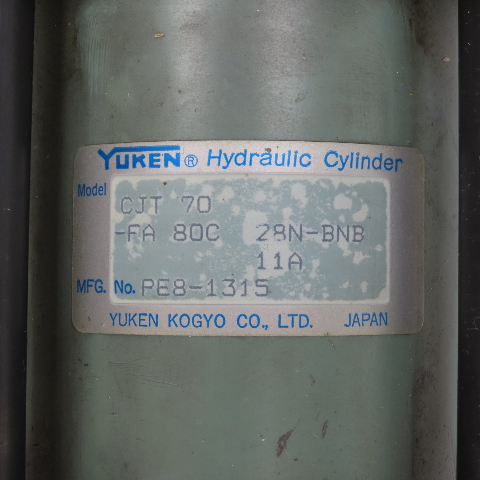 YUKEN® Hydraulic Cylinder
Model CJT 70
-FA 80C 28N-BNB
11A
MFG. No. PE8-1315
YUKEN KOGYO CO., LTD. JAPAN